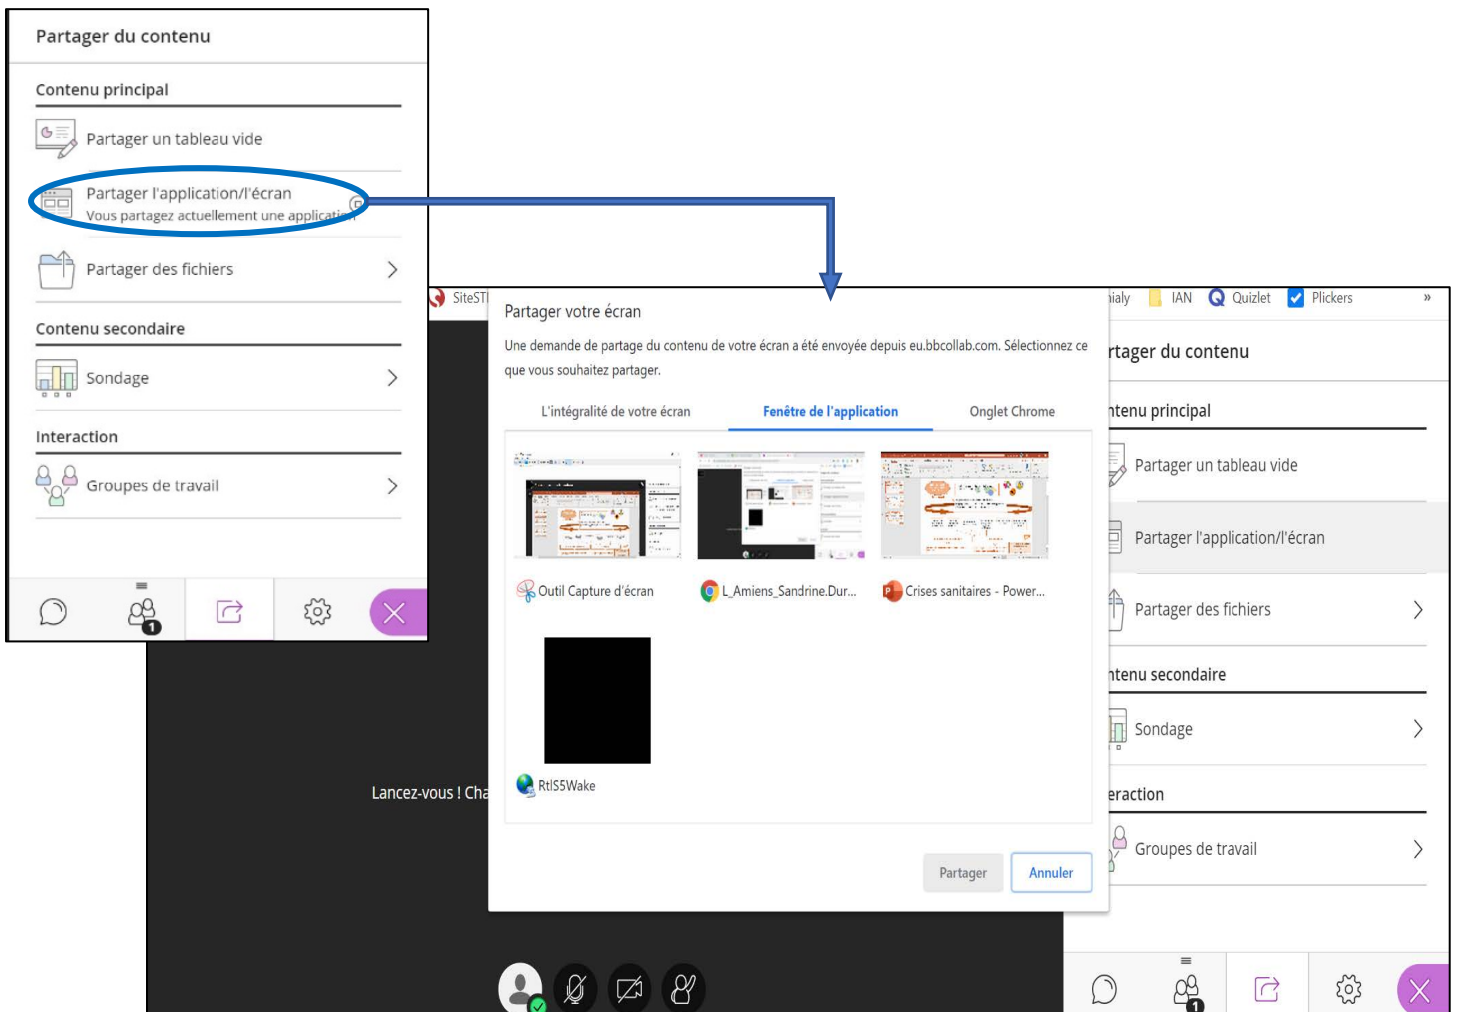 Partager du contenu
Contenu principal
Partager un tableau vide
Partager l'application/l'écran
Vous partagez actuellement une application
Partager des fichiers
Contenu secondaire
Sondage
Interaction
Groupes de travail
1
IAN
Quizlet
Plickers
»
Partager votre écran
Une demande de partage du contenu de votre écran a été envoyée depuis eu.bbcollab.com. Sélectionnez ce
que vous souhaitez partager.
L'intégralité de votre écran
Fenêtre de l'application
Onglet Chrome
Outil Capture d'écran
L_Amiens_Sandrine.Dur...
Crises sanitaires - Power...
RtlS5Wake
Partager
Annuler
Lancez-vous ! Cha
rtager du contenu
ntenu principal
Partager un tableau vide
Partager l'application/l'écran
Partager des fichiers
ntenu secondaire
Sondage
eraction
Groupes de travail
1